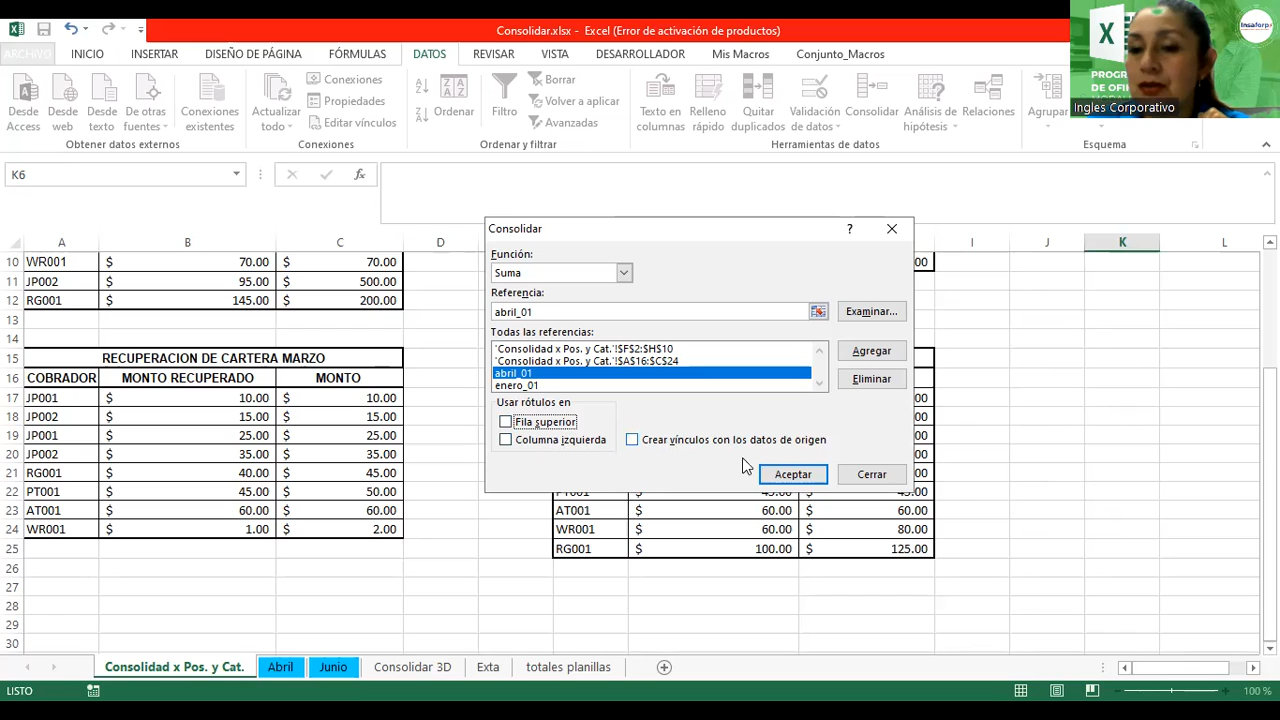 Consolidar.xlsx - Excel (Error de activación de productos)
ARCHIVO INICIO INSERTAR DISEÑO DE PÁGINA FÓRMULAS DATOS REVISAR VISTA DESARROLLADOR Mis Macros Conjunto_Macros
Desde Access
Desde web
Desde texto
De otras fuentes
Conexiones existentes
Actualizar todo
Conexiones
Propiedades
Editar vínculos
Ordenar
Filtro
Borrar
Volver a aplicar
Avanzadas
Texto en columnas
Relleno rápido
Quitar duplicados
Validación de datos
Consolidar
Análisis de hipótesis
Relaciones
Agrupar
Obtener datos externos Conexiones Ordenar y filtrar Herramientas de datos Esquema
Insaforp
PROG
DE OFI
Ingles Corporativo
K6
fx
A B C D I J K L
10 WR001 $ 70.00 $ 70.00
11 JP002 $ 95.00 $ 500.00
12 RG001 $ 145.00 $ 200.00
13
14
15 RECUPERACION DE CARTERA MARZO
16 COBRADOR MONTO RECUPERADO MONTO
17 JP001 $ 10.00 $ 10.00
18 JP002 $ 15.00 $ 15.00
19 JP001 $ 25.00 $ 25.00
20 JP002 $ 35.00 $ 35.00
21 RG001 $ 40.00 $ 45.00
22 PT001 $ 45.00 $ 50.00
23 AT001 $ 60.00 $ 60.00 AT001 $ 60.00 $ 60.00
24 WR001 $ 1.00 $ 2.00 WR001 $ 60.00 $ 80.00
25 RG001 $ 100.00 $ 125.00
26
27
28
29
30
Consolidar
?
Función:
Suma
Referencia:
abril_01
Examinar...
Todas las referencias:
'Consolidad x Pos. y Cat.'!$F$2:$H$10
'Consolidad x Pos. y Cat.'!$A$16:$C$24
abril_01
enero_01
Agregar
Eliminar
Usar rótulos en
Fila superior
Columna izquierda
Crear vínculos con los datos de origen
Aceptar
Cerrar
Consolidad x Pos. y Cat. Abril Junio Consolidar 3D Exta totales planillas
LISTO
100 %